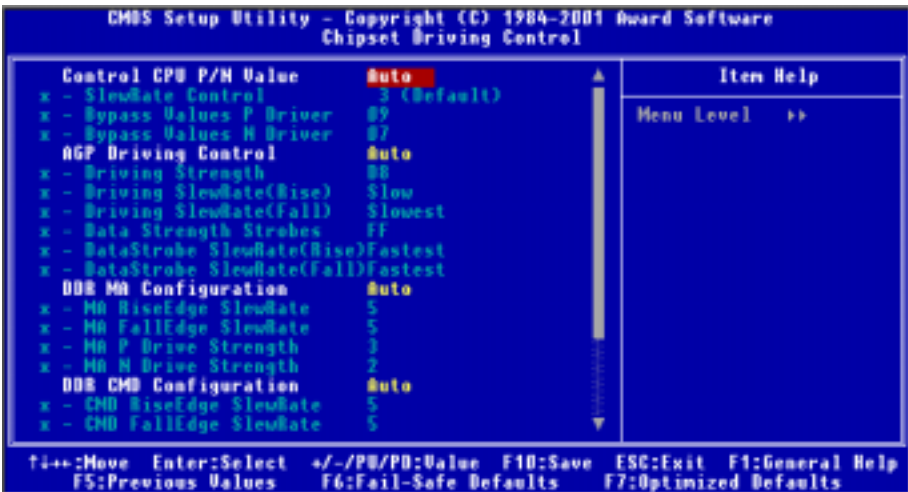 CMOS Setup Utility - Copyright (C) 1984-2001 Award Software
Chipset Driving Control
Control CPU P/N Value Auto
x - SlewRate Control 3 (Default)
x - Bypass Values P Driver 09
x - Bypass Values N Driver 07
AGP Driving Control Auto
x - Driving Strength D8
x - Driving SlewRate(Rise) Slow
x - Driving SlewRate(Fall) Slowest
x - Data Strength Strobes FF
x - DataStrobe SlewRate(Rise)Fastest
x - DataStrobe SlewRate(Fall)Fastest
DDR MA Configuration Auto
x - MA RiseEdge SlewRate 5
x - MA FallEdge SlewRate 5
x - MA P Drive Strength 3
x - MA N Drive Strength 2
DDR CMD Configuration Auto
x - CMD RiseEdge SlewRate 5
x - CMD FallEdge SlewRate 5
Item Help
Menu Level ▸▸
↑↓→←:Move Enter:Select +/-/PU/PD:Value F10:Save ESC:Exit F1:General Help
F5:Previous Values F6:Fail-Safe Defaults F7:Optimized Defaults